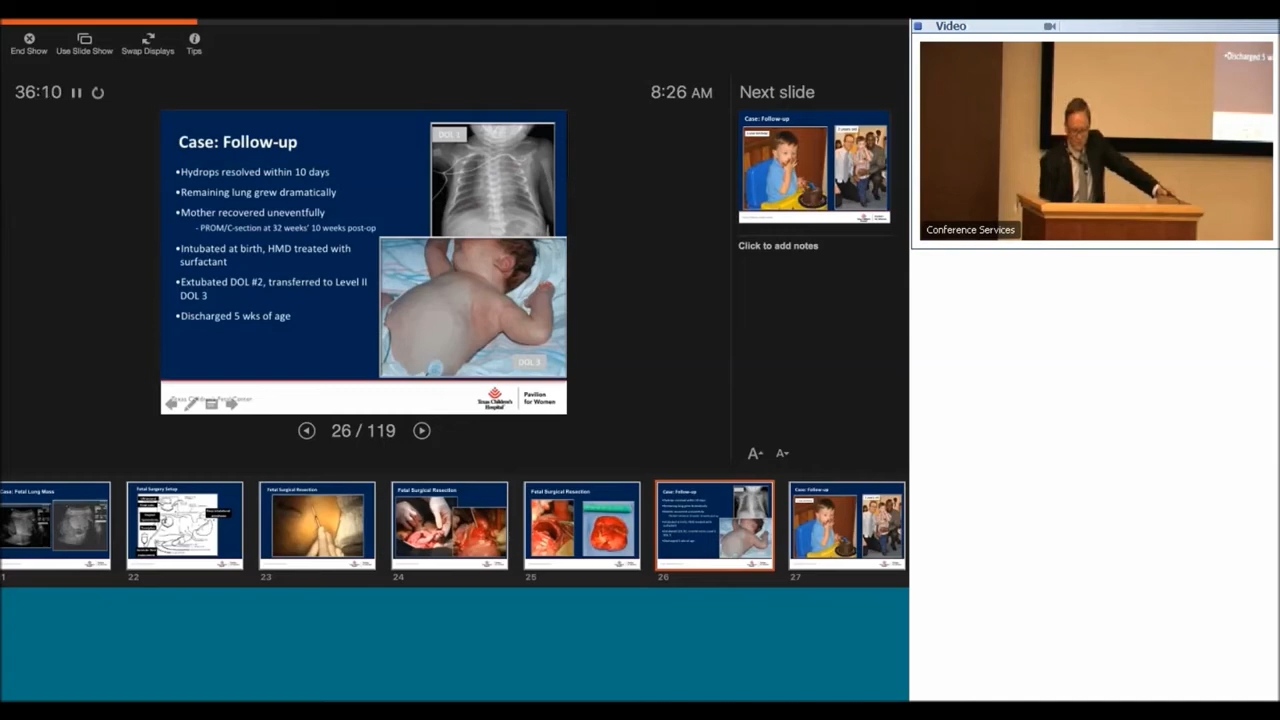 End Show
Use Slide Show
Swap Displays
Tips
36:10
8:26 AM
Case: Follow-up
•Hydrops resolved within 10 days
•Remaining lung grew dramatically
•Mother recovered uneventfully
- PROM/C-section at 32 weeks' 10 weeks post-op
•Intubated at birth, HMD treated with
surfactant
•Extubated DOL #2, transferred to Level II
DOL 3
•Discharged 5 wks of age
DOL 1
DOL 3
Texas Children's
Hospital
Pavilion
for Women
26 / 119
Next slide
Case: Follow-up
Click to add notes
A
A
Case: Fetal Lung Mass
Fetal Surgery Setup
22
Fetal Surgical Resection
23
Fetal Surgical Resection
24
Fetal Surgical Resection
25
Case: Follow-up
26
Case: Follow-up
27
Video
•Discharged 5 w
Conference Services